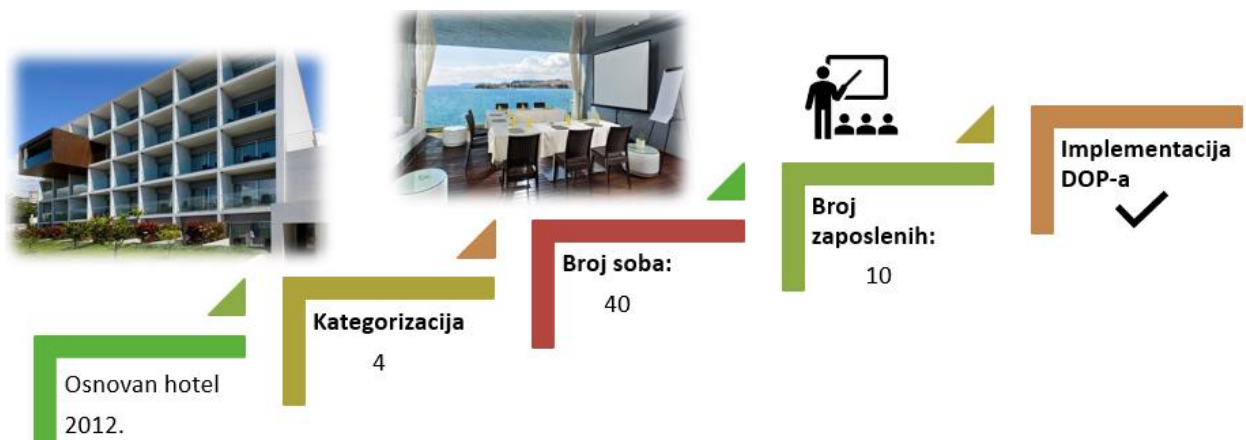 Osnovan hotel
2012.
Kategorizacija
4
Broj soba:
40
Broj
zaposlenih:
10
Implementacija
DOP-a